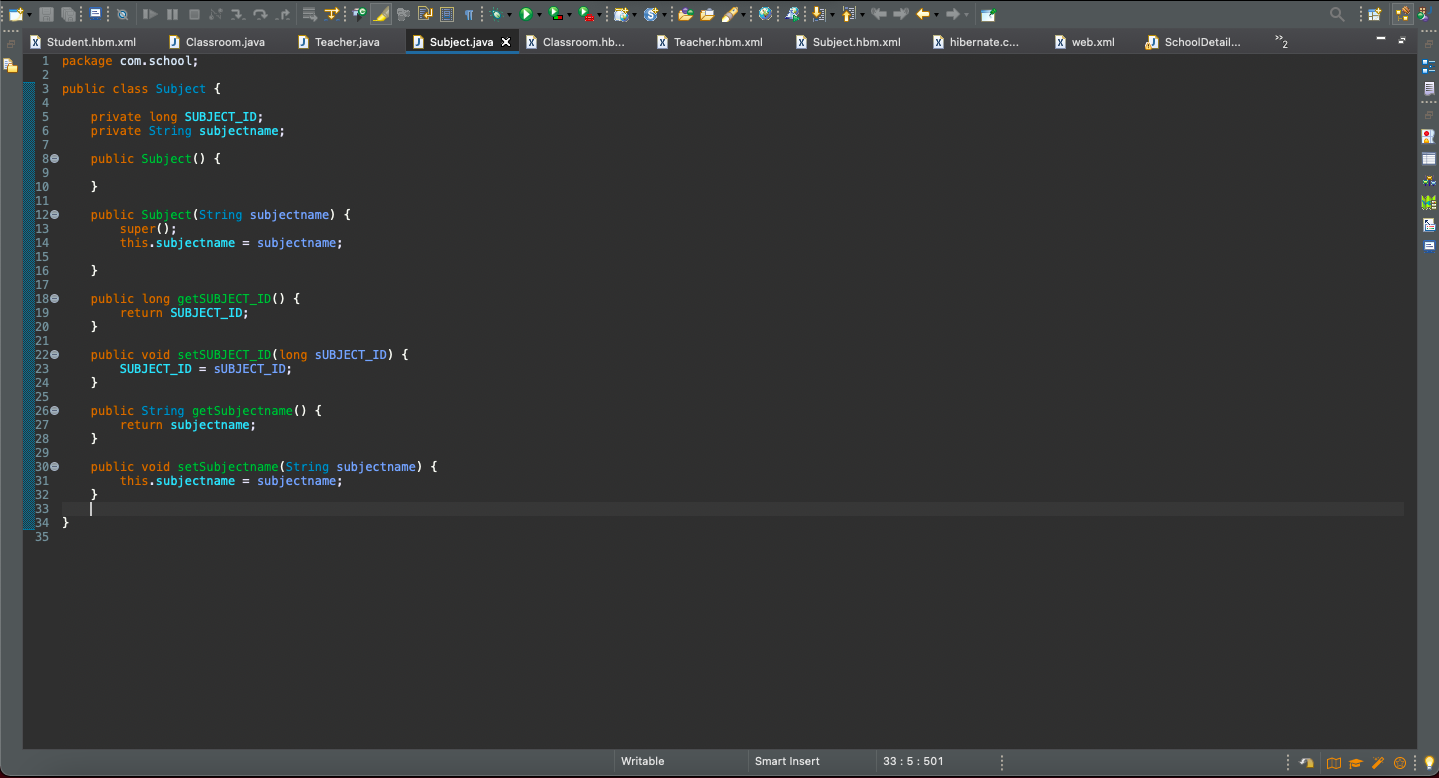 Student.hbm.xml Classroom.java Teacher.java Subject.java Classroom.hb... Teacher.hbm.xml Subject.hbm.xml hibernate.c... web.xml SchoolDetail... 2
1 package com.school;
2
3 public class Subject {
4
5 private long SUBJECT_ID;
6 private String subjectname;
7
8 public Subject() {
9
10 }
11
12 public Subject(String subjectname) {
13 super();
14 this.subjectname = subjectname;
15
16 }
17
18 public long getSUBJECT_ID() {
19 return SUBJECT_ID;
20 }
21
22 public void setSUBJECT_ID(long sUBJECT_ID) {
23 SUBJECT_ID = sUBJECT_ID;
24 }
25
26 public String getSubjectname() {
27 return subjectname;
28 }
29
30 public void setSubjectname(String subjectname) {
31 this.subjectname = subjectname;
32 }
33
34 }
35
Writable Smart Insert 33 : 5 : 501